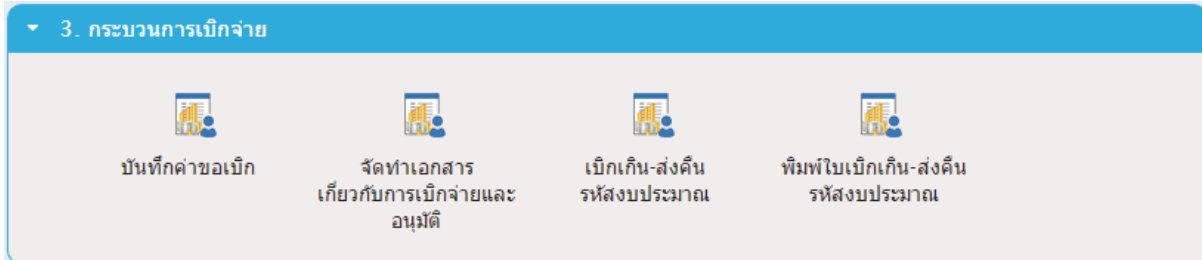 3. กระบวนการเบิกจ่าย
บันทึกค่าขอเบิก
จัดทำเอกสาร
เกี่ยวกับการเบิกจ่ายและ
อนุมัติ
เบิกเกิน-ส่งคืน
รหัสงบประมาณ
พิมพ์ใบเบิกเกิน-ส่งคืน
รหัสงบประมาณ